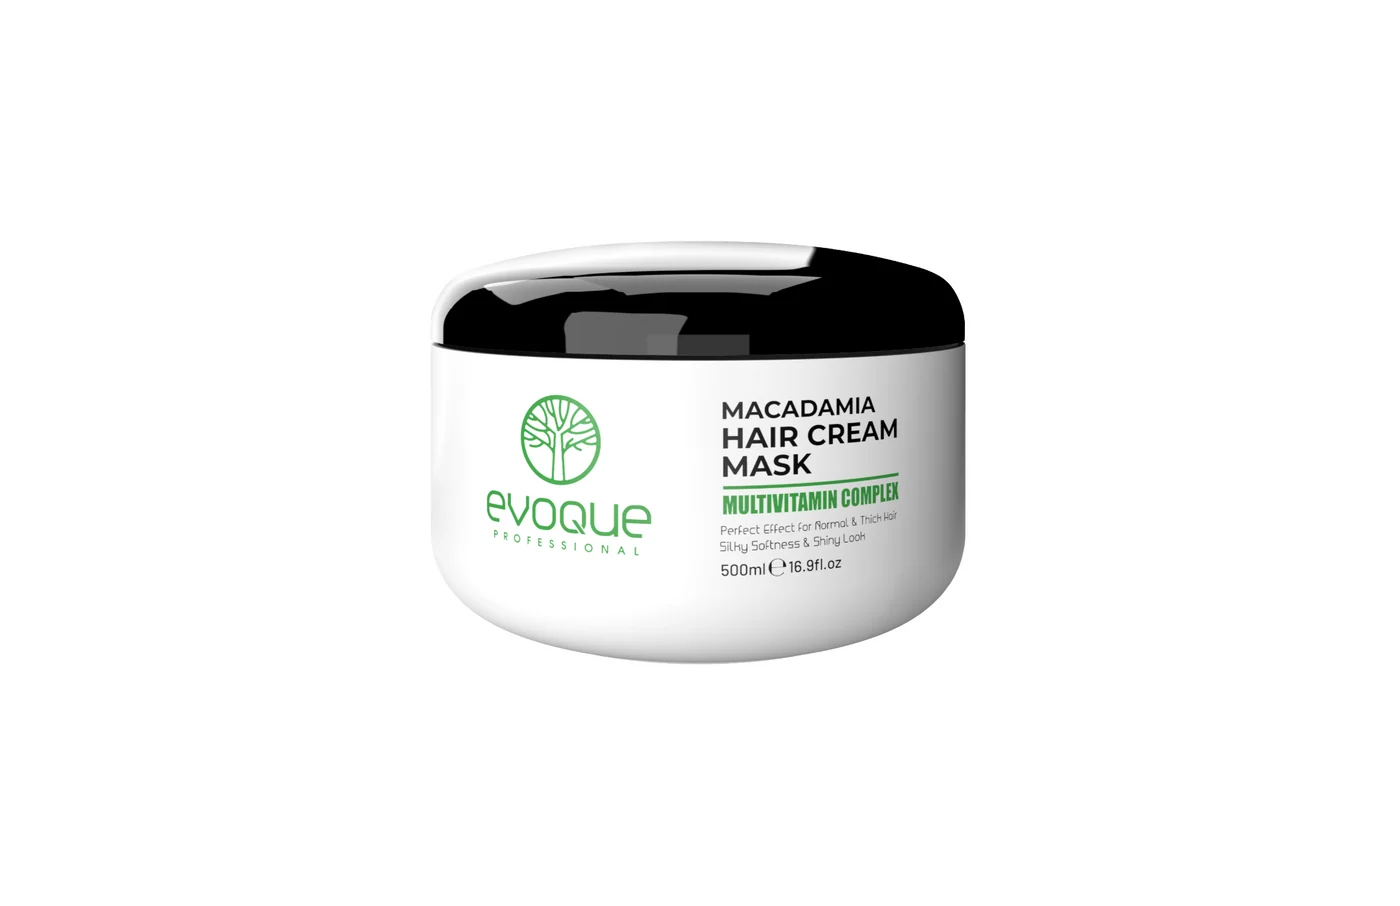 evoque
PROFESSIONAL
MACADAMIA
HAIR CREAM
MASK
MULTIVITAMIN COMPLEX
Perfect Effect for Normal & Thick Hair
Silky Softness & Shiny Look
500ml ℮ 16.9fl.oz